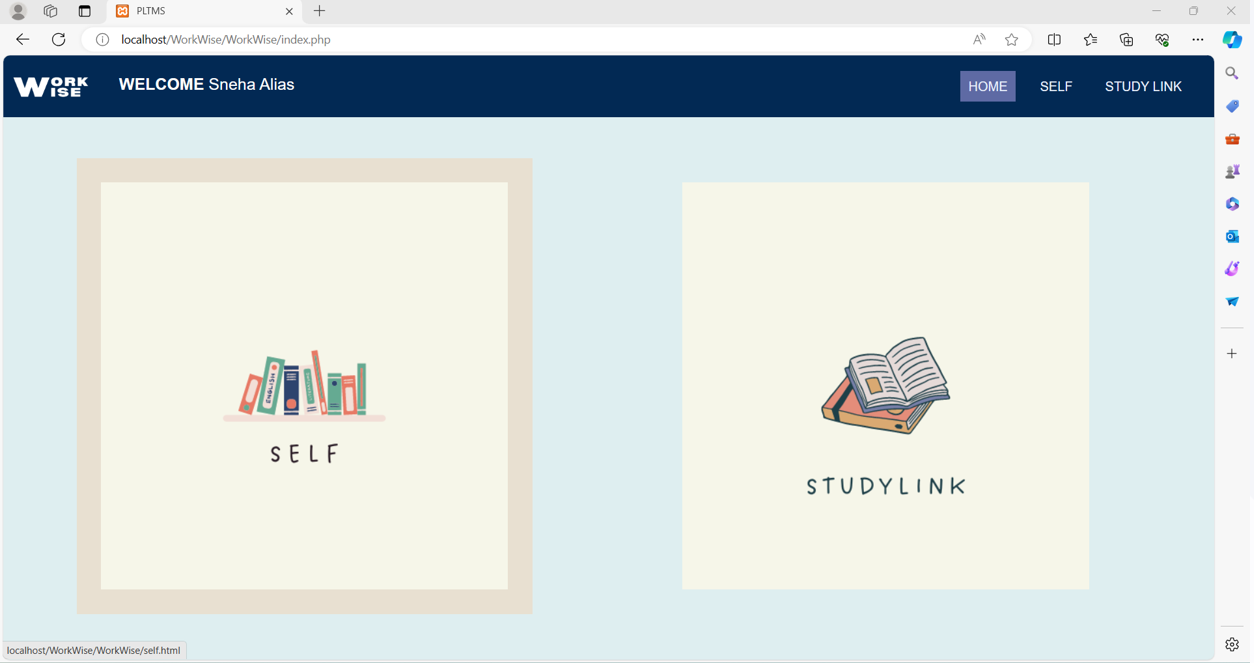 PLTMS
localhost/WorkWise/WorkWise/index.php
WORK WISE
WELCOME Sneha Alias
HOME
SELF
STUDY LINK
ENGLISH
SELF
STUDYLINK
localhost/WorkWise/WorkWise/self.html